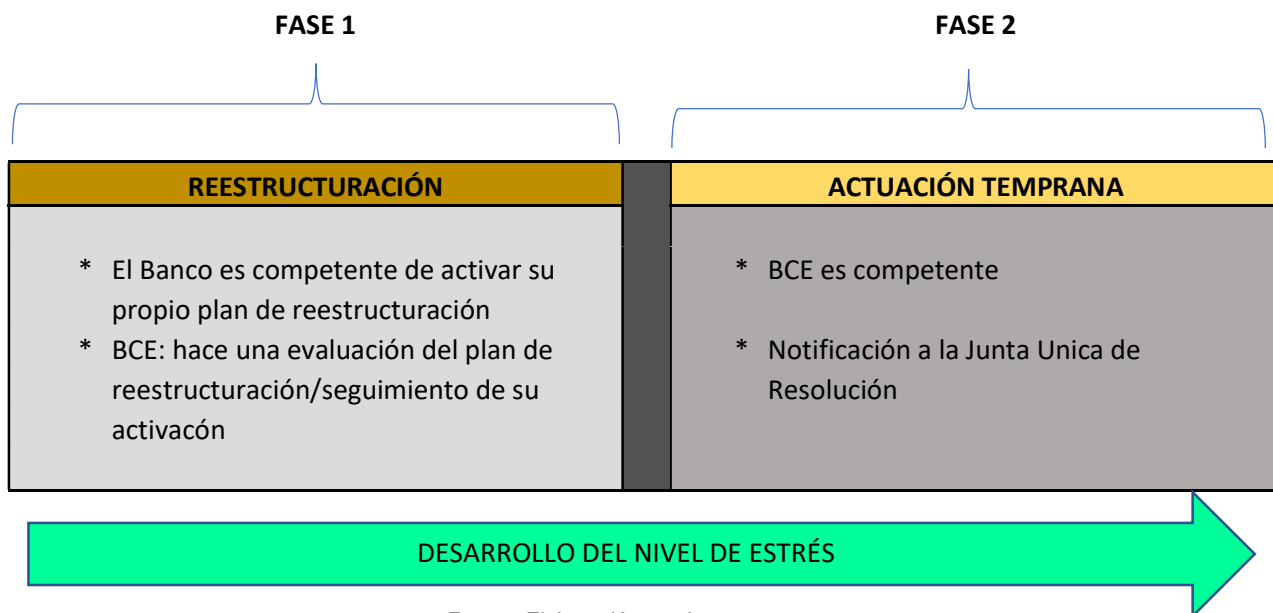 FASE 1
FASE 2
REESTRUCTURACIÓN
* El Banco es competente de activar su
propio plan de reestructuración
* BCE: hace una evaluación del plan de
reestructuración/seguimiento de su
activacón
ACTUACIÓN TEMPRANA
* BCE es competente
* Notificación a la Junta Unica de
Resolución
DESARROLLO DEL NIVEL DE ESTRÉS